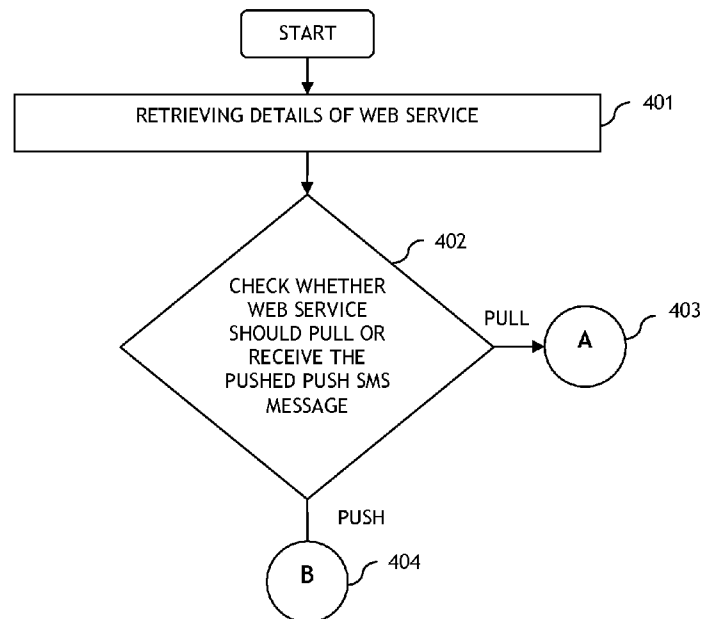 START
RETRIEVING DETAILS OF WEB SERVICE
401
402
CHECK WHETHER
WEB SERVICE
SHOULD PULL OR
RECEIVE THE
PUSHED PUSH SMS
MESSAGE
PULL
A
403
PUSH
B
404